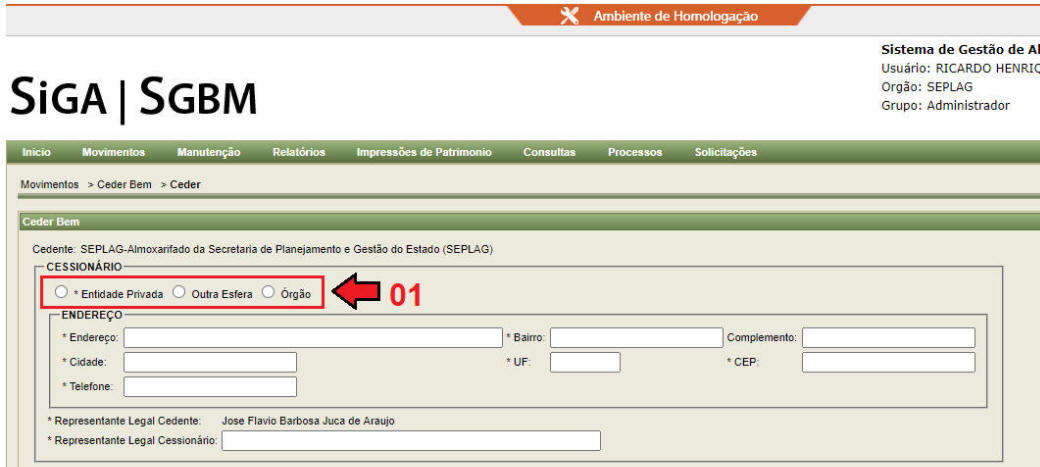 Ambiente de Homologação
Sistema de Gestão de Al
Usuário: RICARDO HENRIQ
Orgão: SEPLAG
Grupo: Administrador
SiGA | SGBM
Início Movimentos Manutenção Relatórios Impressões de Patrimonio Consultas Processos Solicitações
Movimentos > Ceder Bem > Ceder
Ceder Bem
Cedente: SEPLAG-Almoxarifado da Secretaria de Planejamento e Gestão do Estado (SEPLAG)
CESSIONÁRIO
* Entidade Privada Outra Esfera Órgão 01
ENDEREÇO
* Endereço: * Bairro: Complemento:
* Cidade: * UF: * CEP:
* Telefone:
* Representante Legal Cedente: Jose Flavio Barbosa Juca de Araujo
* Representante Legal Cessionário: